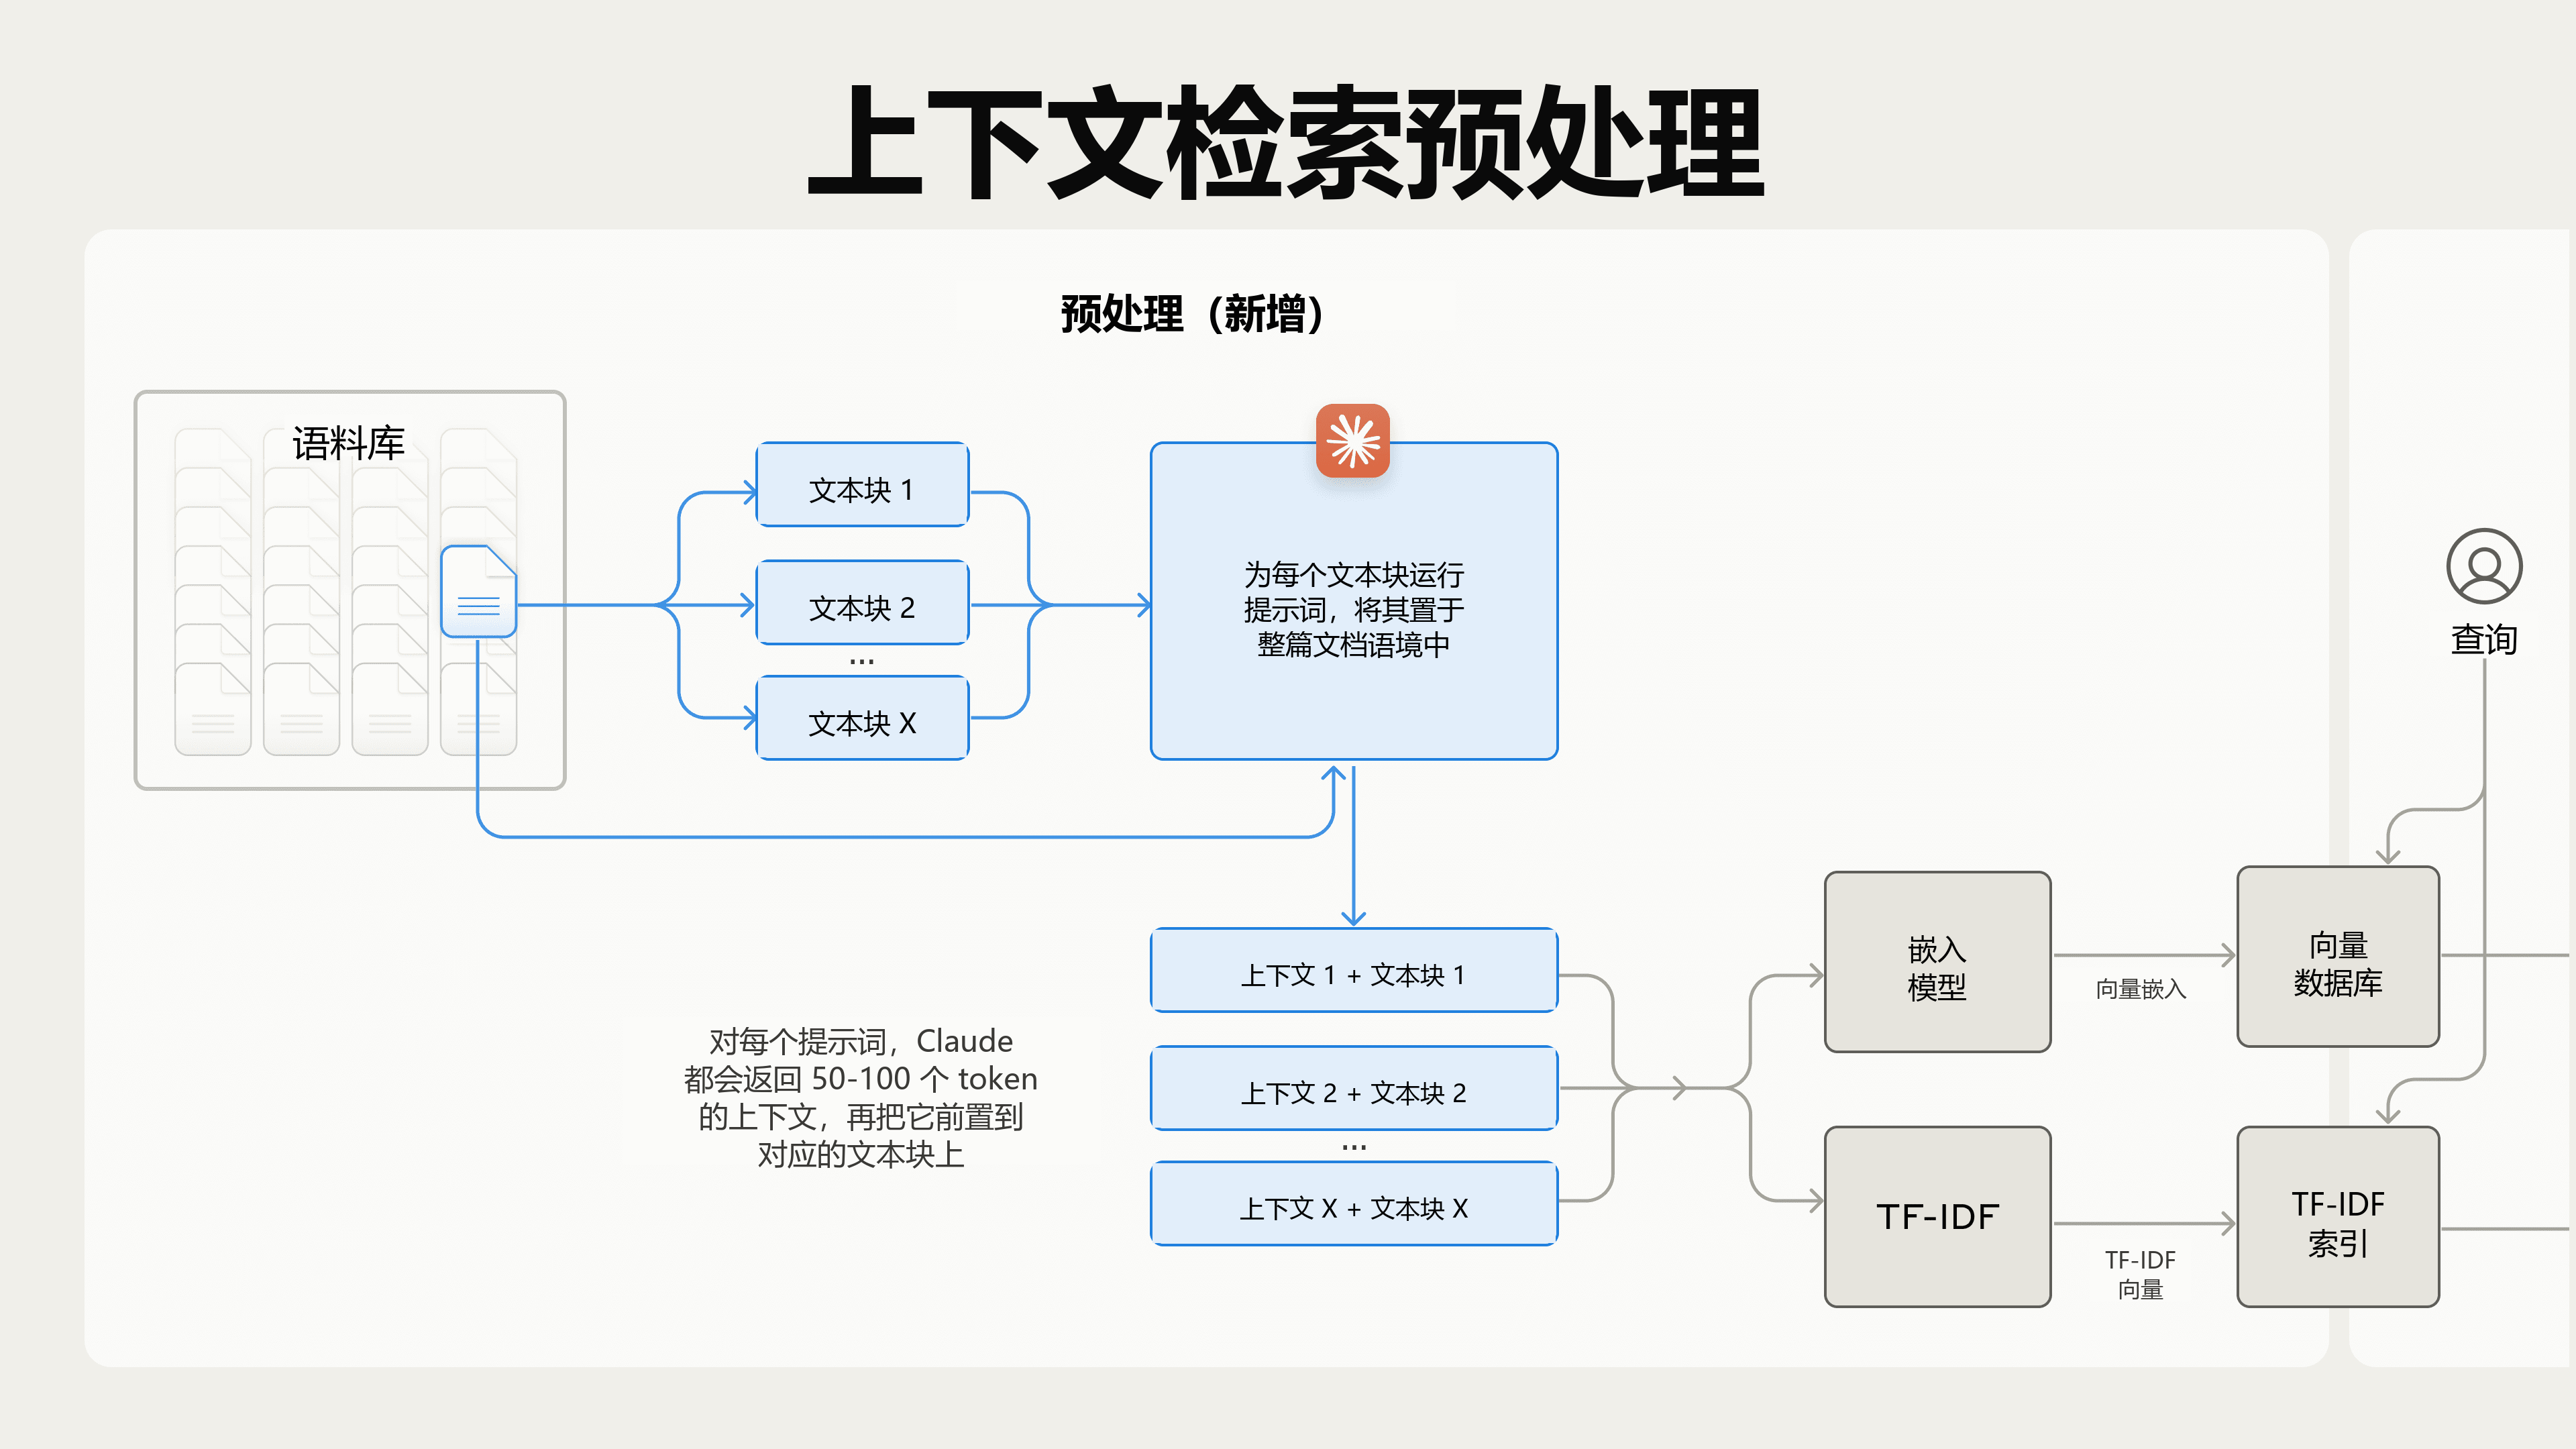 上下文检索预处理
预处理（新增）
语料库
文本块 1
文本块 2
...
文本块 X
为每个文本块运行
提示词，将其置于
整篇文档语境中
查询
对每个提示词，Claude
都会返回 50-100 个 token
的上下文，再把它前置到
对应的文本块上
上下文 1 + 文本块 1
上下文 2 + 文本块 2
...
上下文 X + 文本块 X
嵌入
模型
向量嵌入
向量
数据库
TF-IDF
TF-IDF
向量
TF-IDF
索引